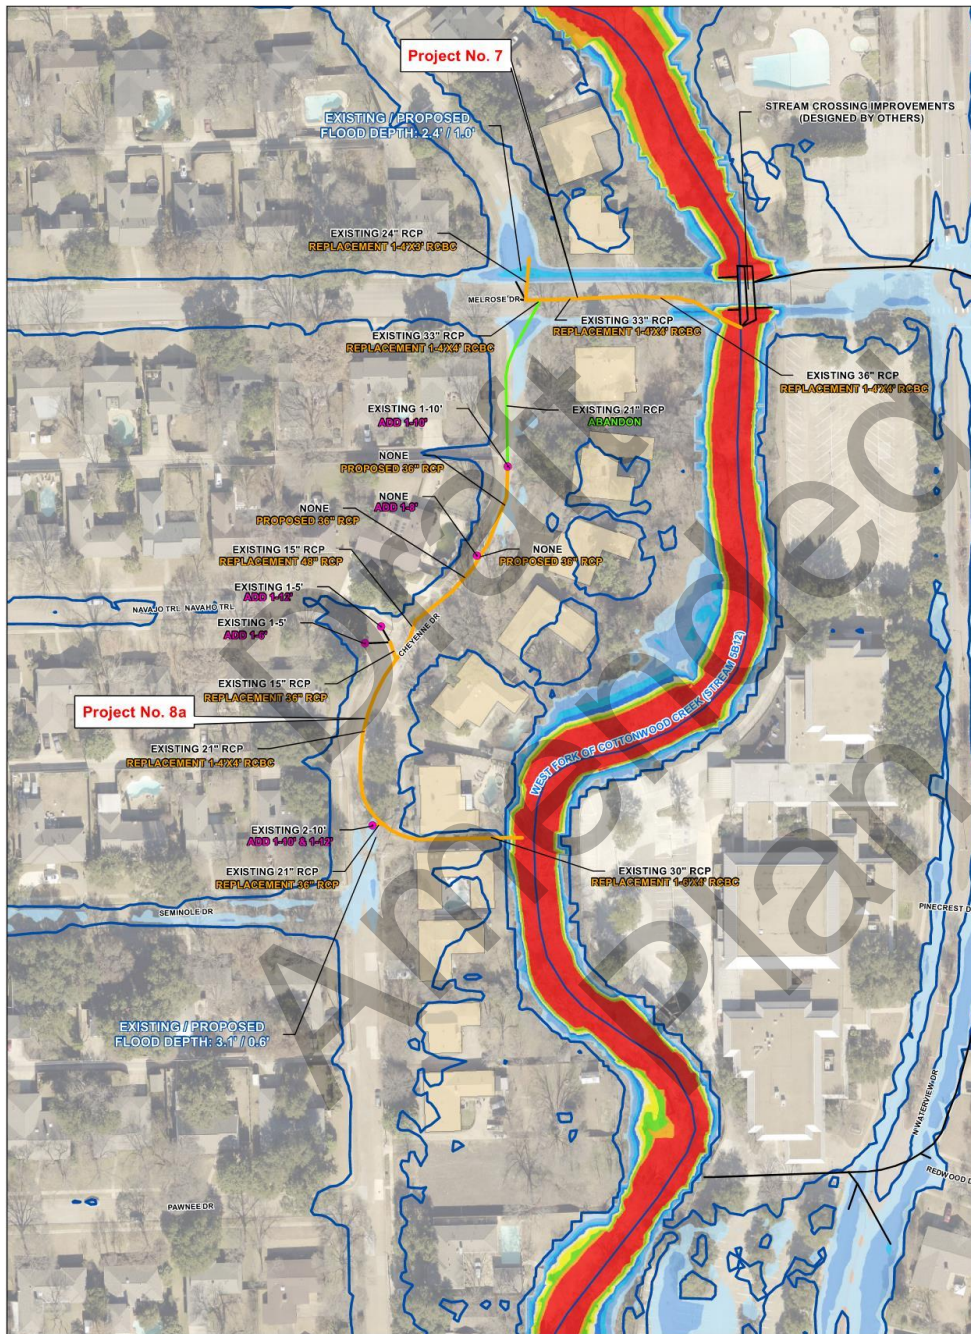 Project No. 7
STREAM CROSSING IMPROVEMENTS
(DESIGNED BY OTHERS)
EXISTING / PROPOSED
FLOOD DEPTH: 2.4' / 1.0'
EXISTING 24" RCP
REPLACEMENT 1-4'X3' RCBC
MELROSE DR
EXISTING 33" RCP
REPLACEMENT 1-4'X4' RCBC
EXISTING 33" RCP
REPLACEMENT 1-4'X4' RCBC
EXISTING 36" RCP
REPLACEMENT 1-4'X4' RCBC
EXISTING 1-10'
ADD 1-10'
EXISTING 21" RCP
ABANDON
NONE
PROPOSED 36" RCP
NONE
ADD 1-8'
NONE
PROPOSED 36" RCP
EXISTING 15" RCP
REPLACEMENT 48" RCP
NONE
PROPOSED 36" RCP
EXISTING 1-5'
ADD 1-12'
NAVAJO TRL NAVAHO TRL
EXISTING 1-5'
ADD 1-6'
CHEYENNE DR
EXISTING 15" RCP
REPLACEMENT 36" RCP
Project No. 8a
EXISTING 21" RCP
REPLACEMENT 1-4'X4' RCBC
WEST FORK OF COTTONWOOD CREEK (STREAM 5B12)
EXISTING 2-10'
ADD 1-10' & 1-12'
EXISTING 21" RCP
REPLACEMENT 36" RCP
EXISTING 30" RCP
REPLACEMENT 1-6'X4' RCBC
SEMINOLE DR
PINECREST D
EXISTING / PROPOSED
FLOOD DEPTH: 3.1' / 0.6'
N WATERVIEW DR
REDWOOD D
PAWNEE DR
Draft
Amended
plan